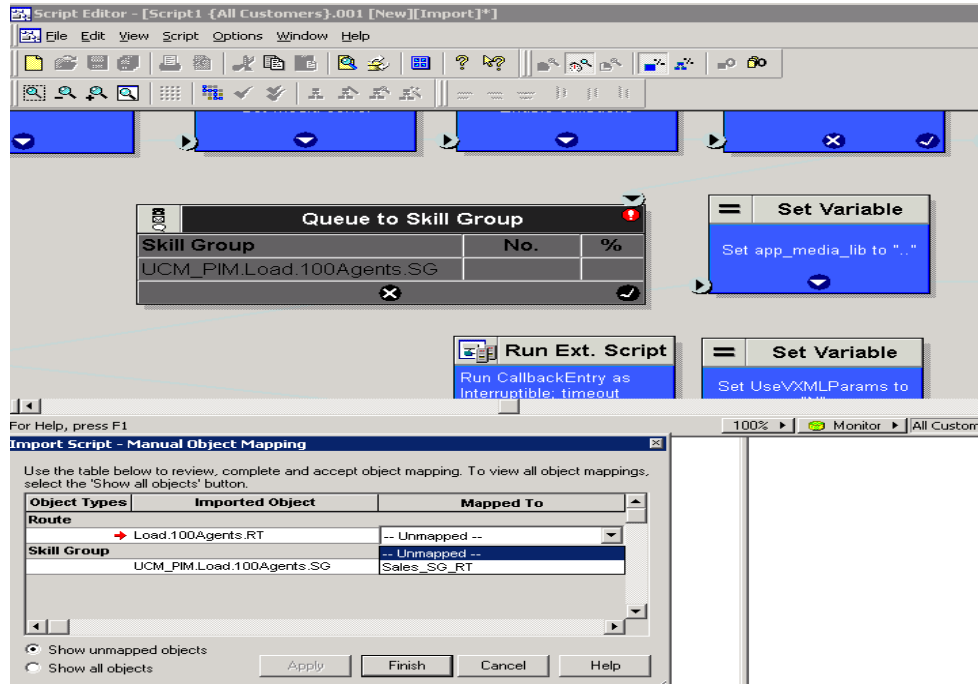 Script Editor - [Script1 {All Customers}.001 [New][Import]*]
File Edit View Script Options Window Help
Queue to Skill Group
Skill Group No. %
UCM_PIM.Load.100Agents.SG
Set Variable
Set app_media_lib to ".."
Run Ext. Script
Run CallbackEntry as
Interruptible; timeout
Set Variable
Set UseVXMLParams to
"N"
For Help, press F1
100% Monitor All Custom
Import Script - Manual Object Mapping
Use the table below to review, complete and accept object mapping. To view all object mappings,
select the 'Show all objects' button.
Object Types Imported Object Mapped To
Route
Load.100Agents.RT -- Unmapped --
Skill Group -- Unmapped --
UCM_PIM.Load.100Agents.SG Sales_SG_RT
Show unmapped objects
Show all objects
Apply Finish Cancel Help